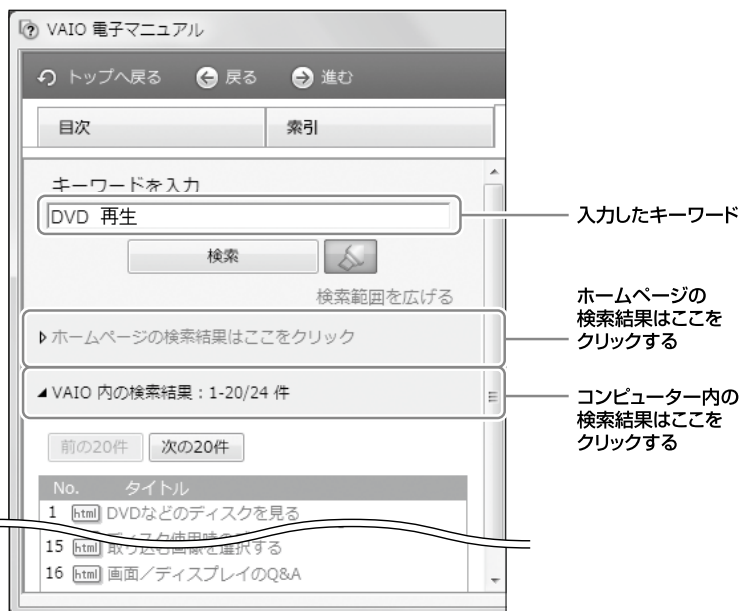 VAIO 電子マニュアル
トップへ戻る 戻る 進む
目次 索引
キーワードを入力
DVD 再生
入力したキーワード
検索
検索範囲を広げる
ホームページの
検索結果はここを
クリックする
ホームページの検索結果はここをクリック
VAIO 内の検索結果：1-20/24 件
コンピューター内の
検索結果はここを
クリックする
前の20件 次の20件
No. タイトル
1 html DVDなどのディスクを見る
15 html 取り込む画像を選択する
16 html 画面／ディスプレイのQ&A